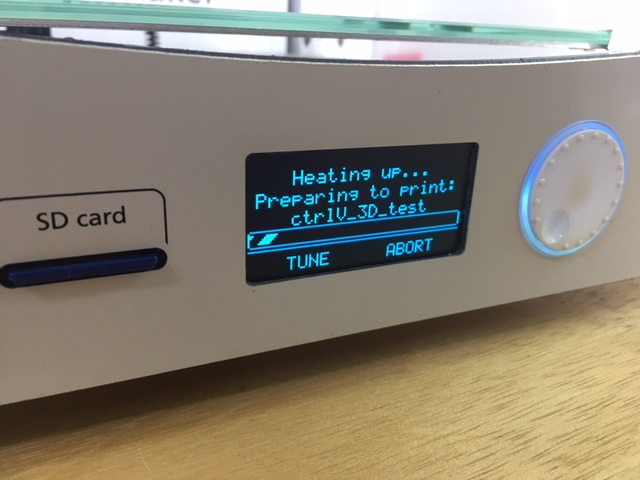 SD card
Heating up...
Preparing to print:
ctrlV_3D_test
TUNE ABORT